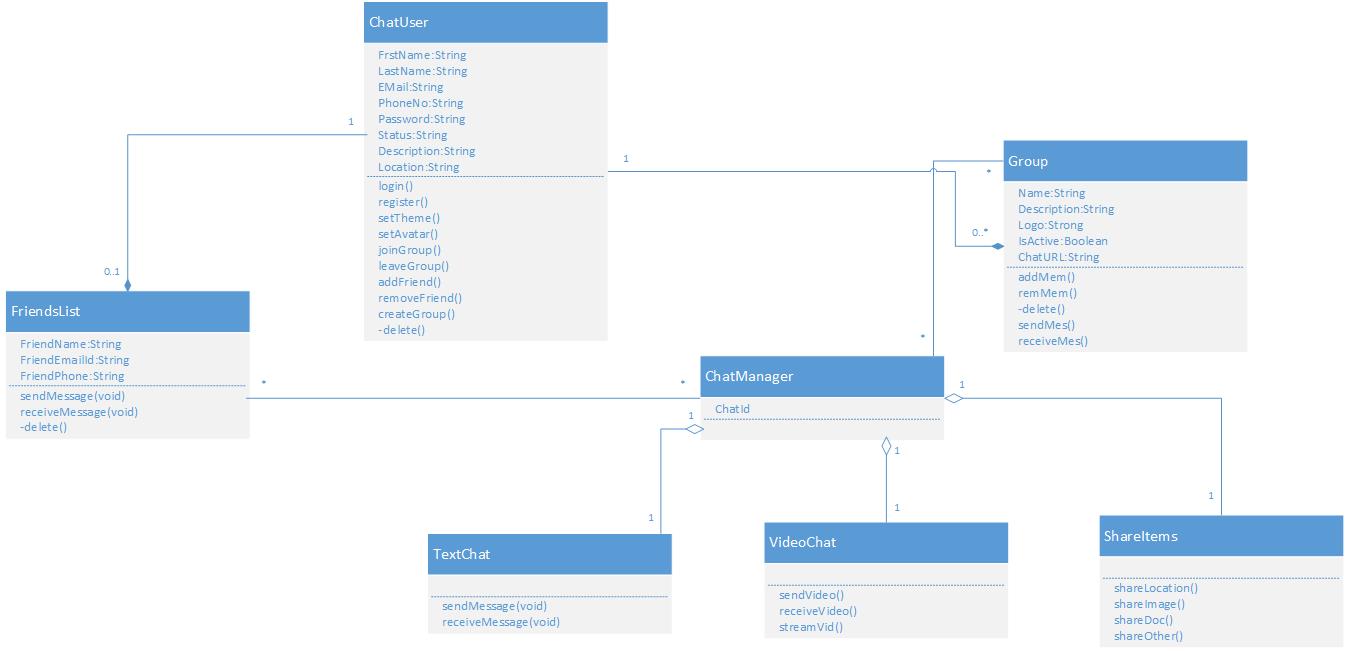 ChatUser
FrstName:String
LastName:String
EMail:String
PhoneNo:String
Password:String
Status:String
Description:String
Location:String
login()
register()
setTheme()
setAvatar()
joinGroup()
leaveGroup()
addFriend()
removeFriend()
createGroup()
-delete()
1
0..1
1
*
0..*
Group
Name:String
Description:String
Logo:Strong
IsActive:Boolean
ChatURL:String
addMem()
remMem()
-delete()
sendMes()
receiveMes()
FriendsList
FriendName:String
FriendEmailId:String
FriendPhone:String
sendMessage(void)
receiveMessage(void)
-delete()
*
*
*
ChatManager
ChatId
1
1
1
1
1
1
TextChat
sendMessage(void)
receiveMessage(void)
VideoChat
sendVideo()
receiveVideo()
streamVid()
ShareItems
shareLocation()
shareImage()
shareDoc()
shareOther()